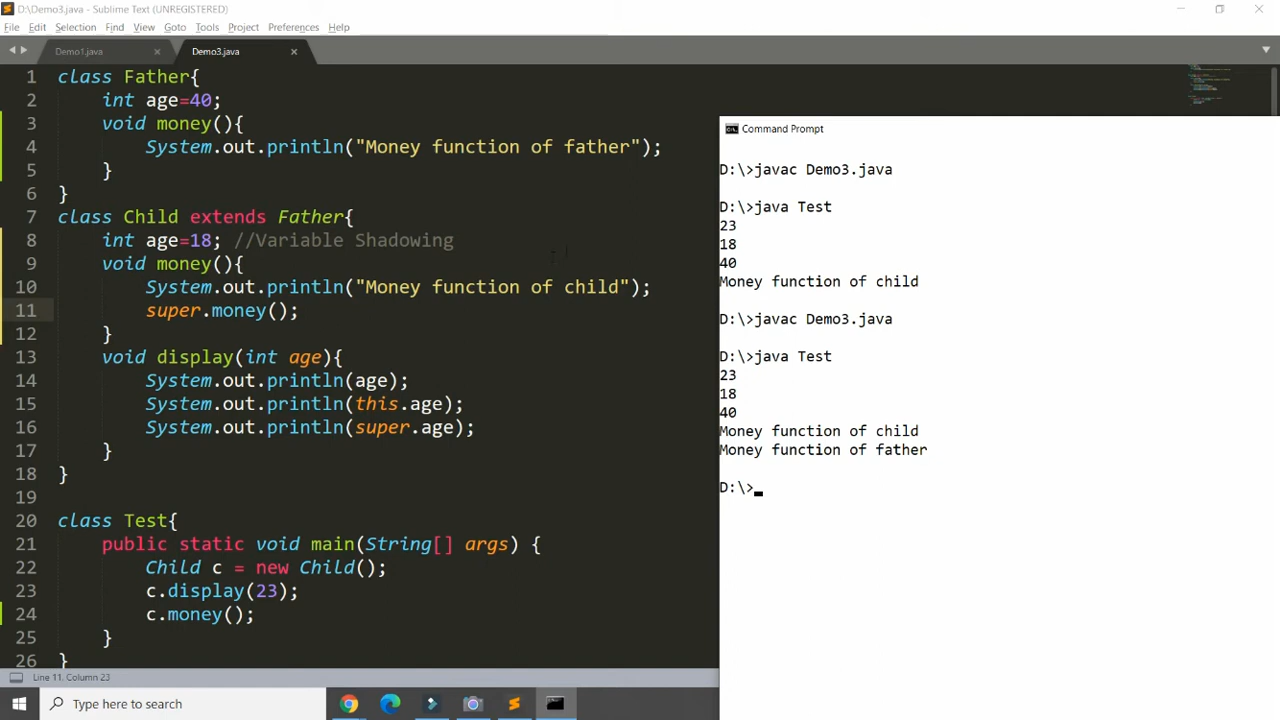 D:\Demo3.java - Sublime Text (UNREGISTERED)
File Edit Selection Find View Goto Tools Project Preferences Help
Demo1.java Demo3.java
1 class Father{
2 int age=40;
3 void money(){
4 System.out.println("Money function of father");
5 }
6 }
7 class Child extends Father{
8 int age=18; //Variable Shadowing
9 void money(){
10 System.out.println("Money function of child");
11 super.money();
12 }
13 void display(int age){
14 System.out.println(age);
15 System.out.println(this.age);
16 System.out.println(super.age);
17 }
18 }
19
20 class Test{
21 public static void main(String[] args) {
22 Child c = new Child();
23 c.display(23);
24 c.money();
25 }
26 }
Line 11, Column 23
Command Prompt
D:\>javac Demo3.java
D:\>java Test
23
18
40
Money function of child
D:\>javac Demo3.java
D:\>java Test
23
18
40
Money function of child
Money function of father
D:\>
Type here to search